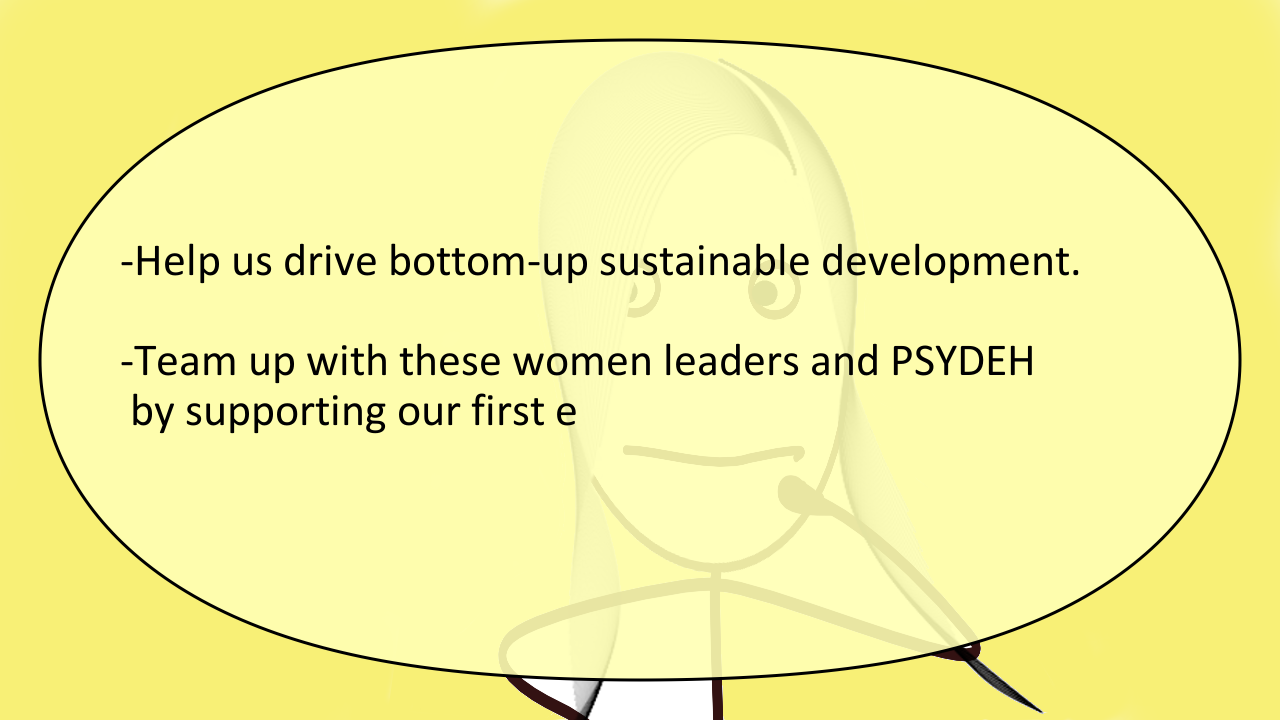 -Help us drive bottom-up sustainable development.
-Team up with these women leaders and PSYDEH
by supporting our first e